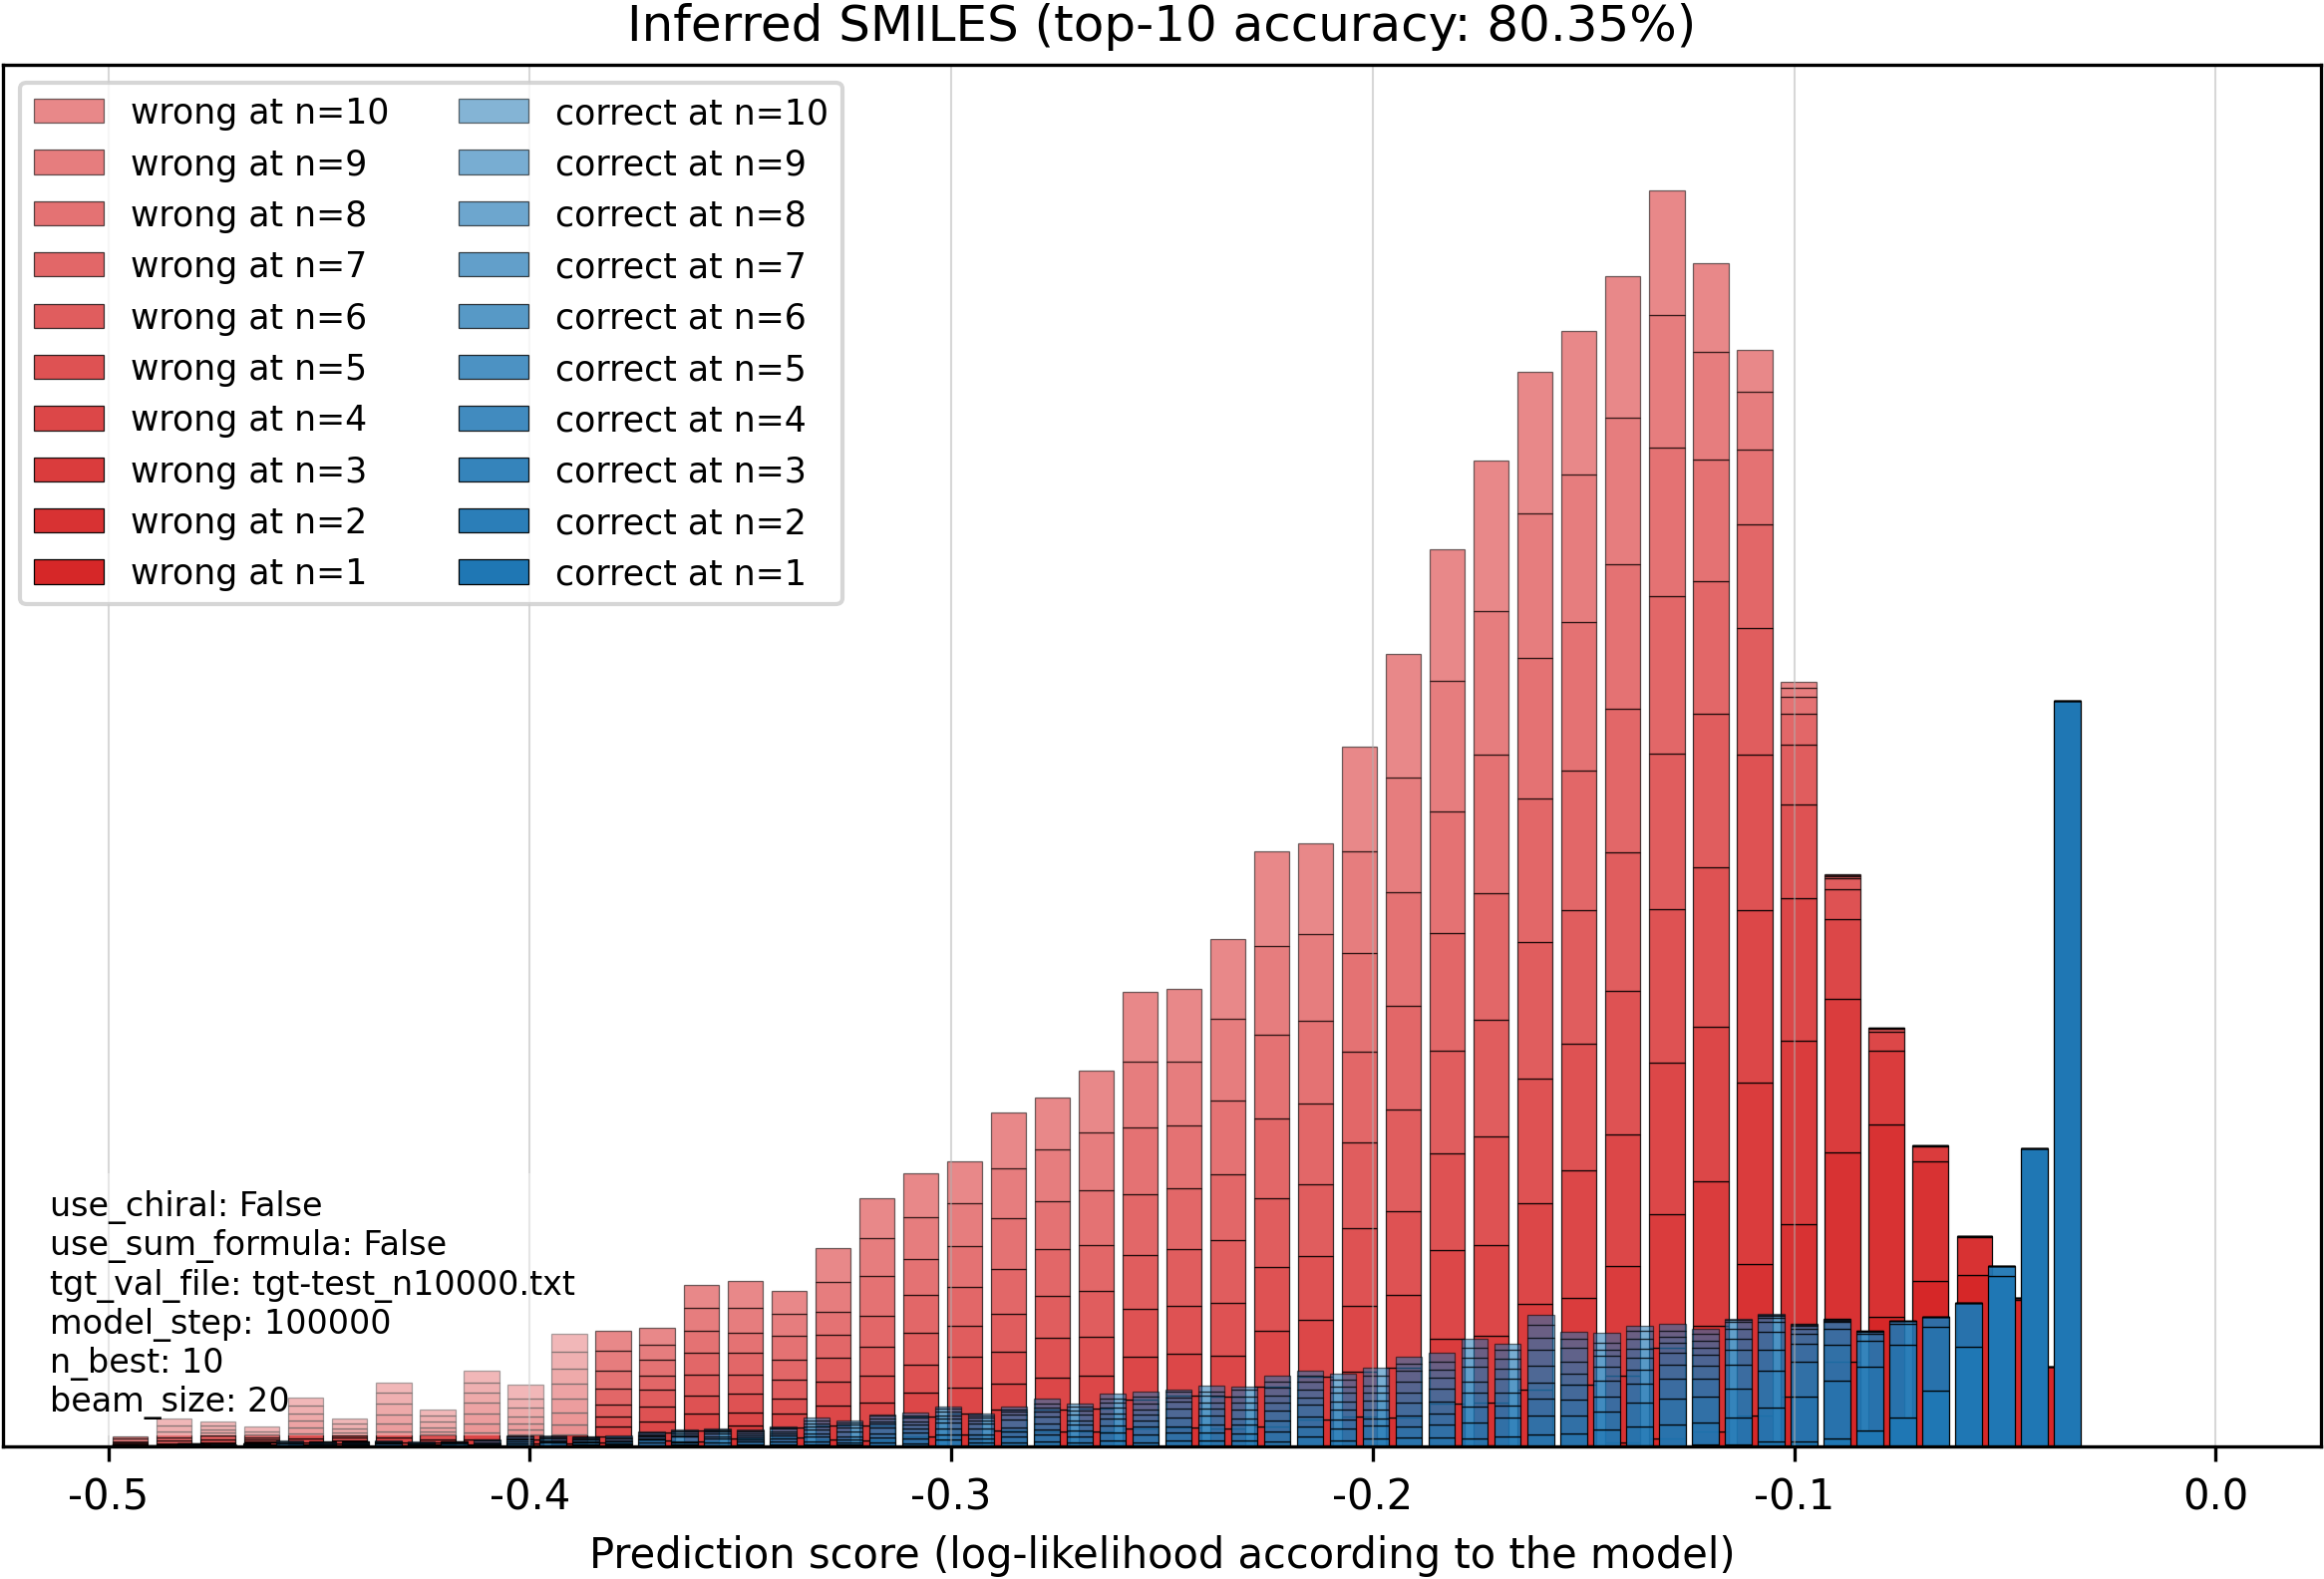 Inferred SMILES (top-10 accuracy: 80.35%)
wrong at n=10
wrong at n=9
wrong at n=8
wrong at n=7
wrong at n=6
wrong at n=5
wrong at n=4
wrong at n=3
wrong at n=2
wrong at n=1
correct at n=10
correct at n=9
correct at n=8
correct at n=7
correct at n=6
correct at n=5
correct at n=4
correct at n=3
correct at n=2
correct at n=1
use_chiral: False
use_sum_formula: False
tgt_val_file: tgt-test_n10000.txt
model_step: 100000
n_best: 10
beam_size: 20
-0.5 -0.4 -0.3 -0.2 -0.1 0.0
Prediction score (log-likelihood according to the model)